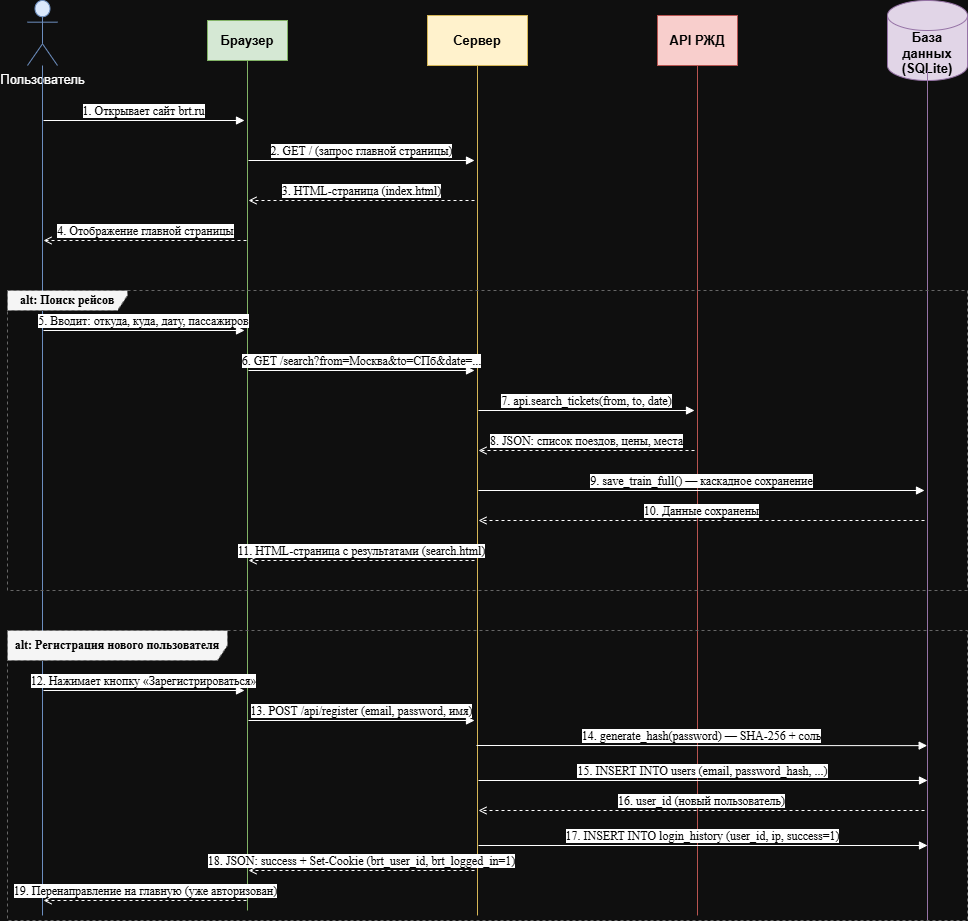 Браузер
Сервер
API РЖД
База
данных
(SQLite)
Пользователь
1. Открывает сайт brt.ru
2. GET / (запрос главной страницы)
3. HTML-страница (index.html)
4. Отображение главной страницы
alt: Поиск рейсов
5. Вводит: откуда, куда, дату, пассажиров
6. GET /search?from=Москва&to=СПб&date=...
7. api.search_tickets(from, to, date)
8. JSON: список поездов, цены, места
9. save_train_full() — каскадное сохранение
10. Данные сохранены
11. HTML-страница с результатами (search.html)
alt: Регистрация нового пользователя
12. Нажимает кнопку «Зарегистрироваться»
13. POST /api/register (email, password, имя)
14. generate_hash(password) — SHA-256 + соль
15. INSERT INTO users (email, password_hash, ...)
16. user_id (новый пользователь)
17. INSERT INTO login_history (user_id, ip, success=1)
18. JSON: success + Set-Cookie (brt_user_id, brt_logged_in=1)
19. Перенаправление на главную (уже авторизован)